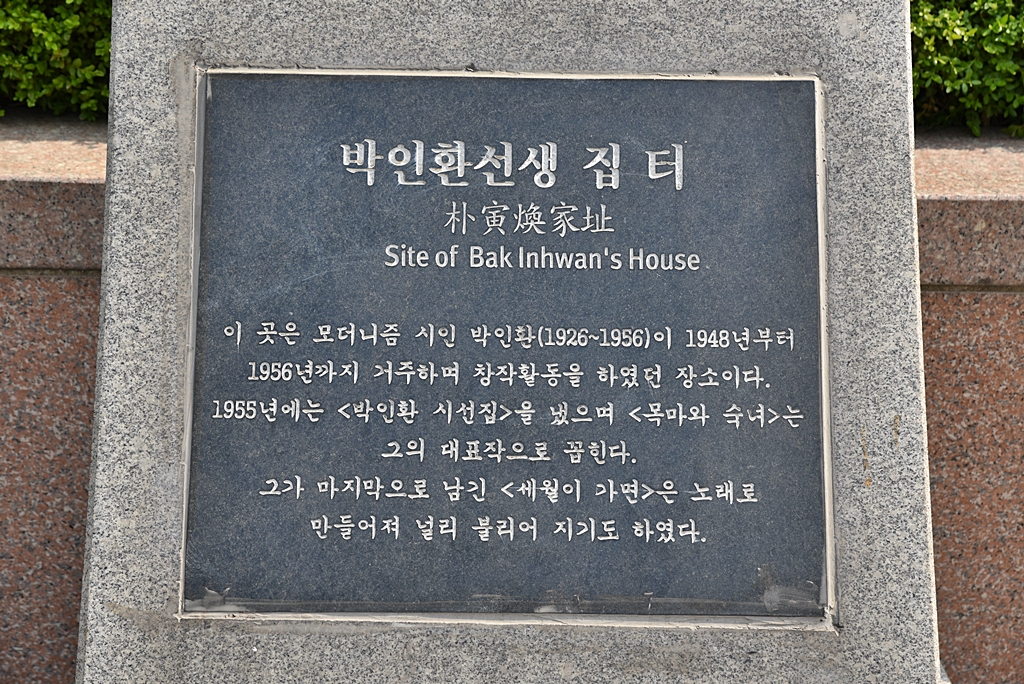 박인환선생 집 터
朴寅煥家址
Site of Bak Inhwan's House
이 곳은 모더니즘 시인 박인환(1926~1956)이 1948년부터
1956년까지 거주하며 창작활동을 하였던 장소이다.
1955년에는 <박인환 시선집>을 냈으며 <목마와 숙녀>는
그의 대표작으로 꼽힌다.
그가 마지막으로 남긴 <세월이 가면>은 노래로
만들어져 널리 불리어 지기도 하였다.